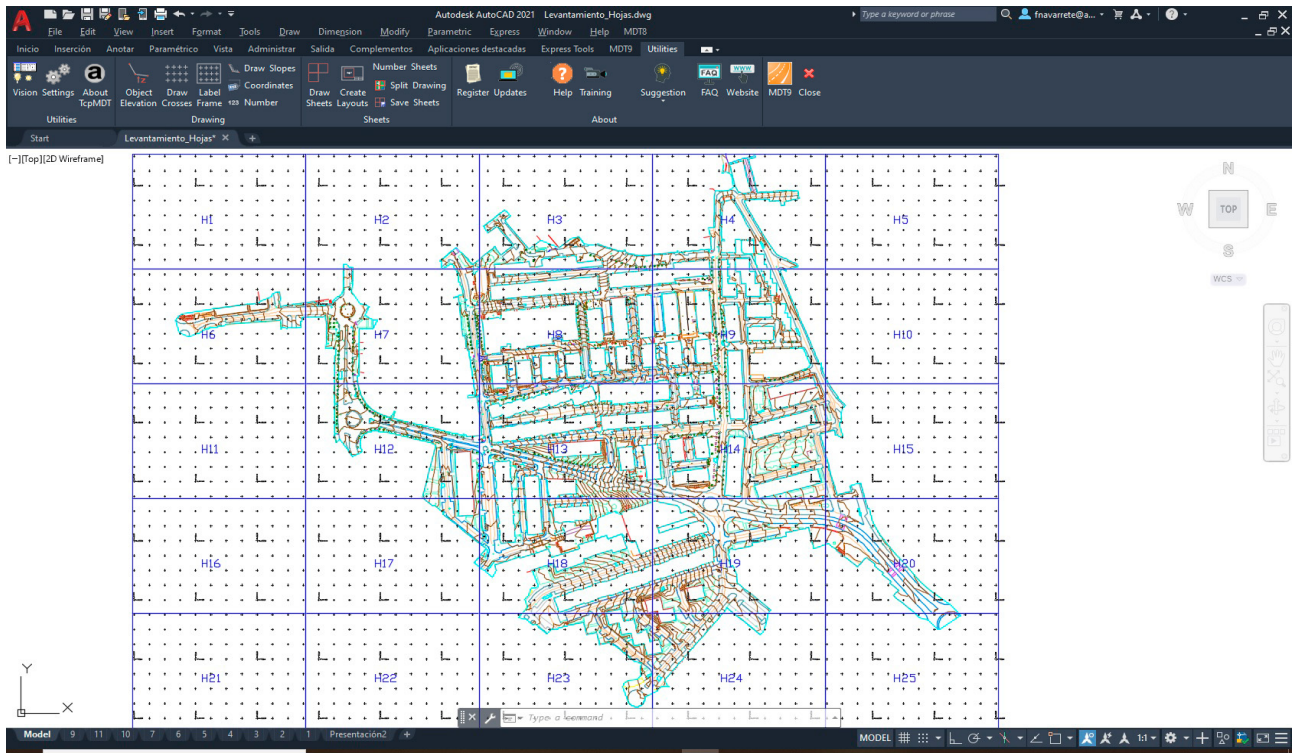 Autodesk AutoCAD 2021 Levantamiento_Hojas.dwg
Type a keyword or phrase
fnavarrete@a...
File Edit View Insert Format Tools Draw Dimension Modify Parametric Express Window Help MDT8
Inicio Inserción Anotar Paramétrico Vista Administrar Salida Complementos Aplicaciones destacadas Express Tools MDT9 Utilities
Draw Slopes Number Sheets
Coordinates Split Drawing
Vision Settings About TcpMDT Object Elevation Draw Crosses Label Frame 123 Number Draw Sheets Create Layouts Save Sheets Register Updates Help Training Suggestion FAQ FAQ WWW Website MDT9 Close
Utilities Drawing Sheets About
Start Levantamiento_Hojas*
[−][Top][2D Wireframe]
N
W TOP E
S
WCS
H1 H2 H3 H4 H5
H6 H7 H8 H9 H10
H11 H12 H13 H14 H15
H16 H17 H18 H19 H20
H21 H22 H23 H24 H25
Y
X
Type a command
Model 9 11 10 7 6 5 4 3 2 1 Presentación2 +
MODEL 1:1